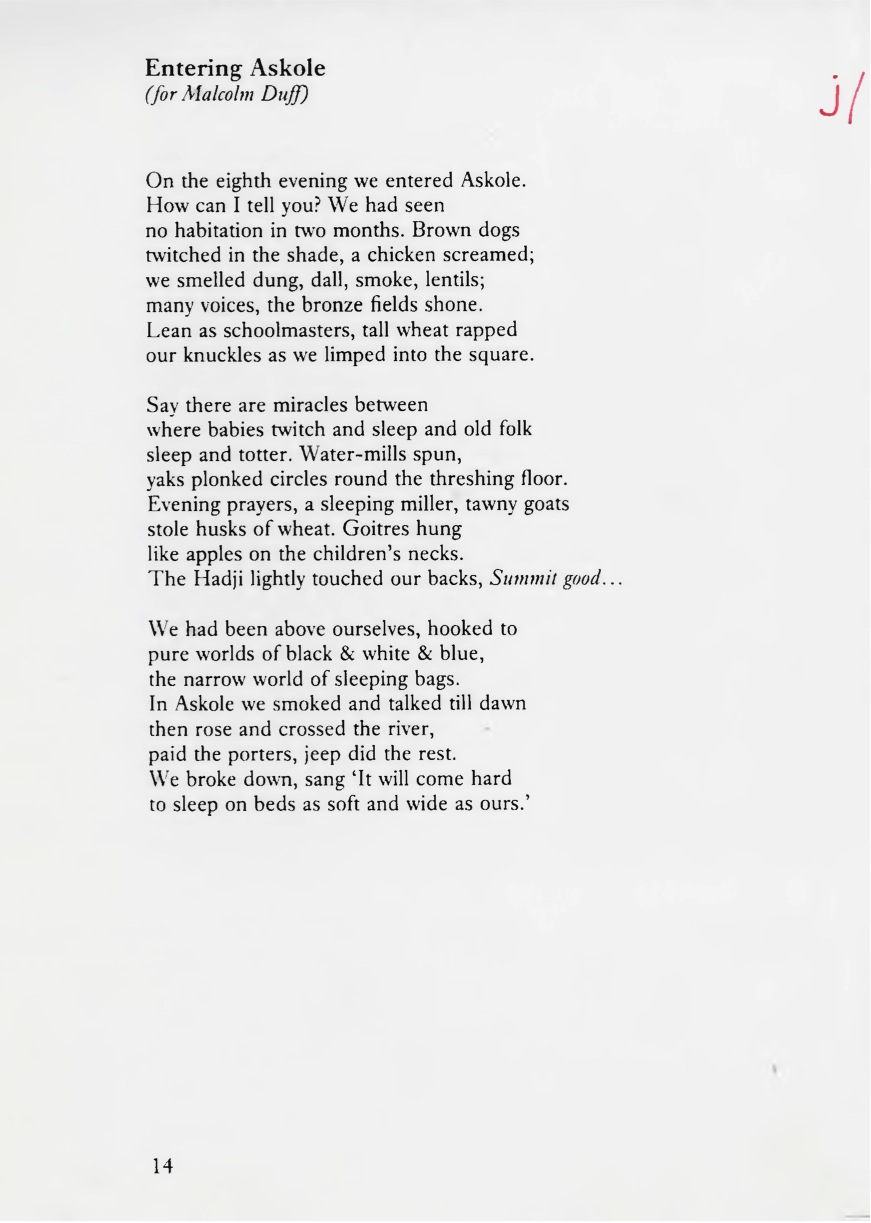 Entering Askole
(for Malcolm Duff)
j/
On the eighth evening we entered Askole.
How can I tell you? We had seen
no habitation in two months. Brown dogs
twitched in the shade, a chicken screamed;
we smelled dung, dall, smoke, lentils;
many voices, the bronze fields shone.
Lean as schoolmasters, tall wheat rapped
our knuckles as we limped into the square.

Say there are miracles between
where babies twitch and sleep and old folk
sleep and totter. Water-mills spun,
yaks plonked circles round the threshing floor.
Evening prayers, a sleeping miller, tawny goats
stole husks of wheat. Goitres hung
like apples on the children's necks.
The Hadji lightly touched our backs, Summit good...

We had been above ourselves, hooked to
pure worlds of black & white & blue,
the narrow world of sleeping bags.
In Askole we smoked and talked till dawn
then rose and crossed the river,
paid the porters, jeep did the rest.
We broke down, sang ‘It will come hard
to sleep on beds as soft and wide as ours.’

14